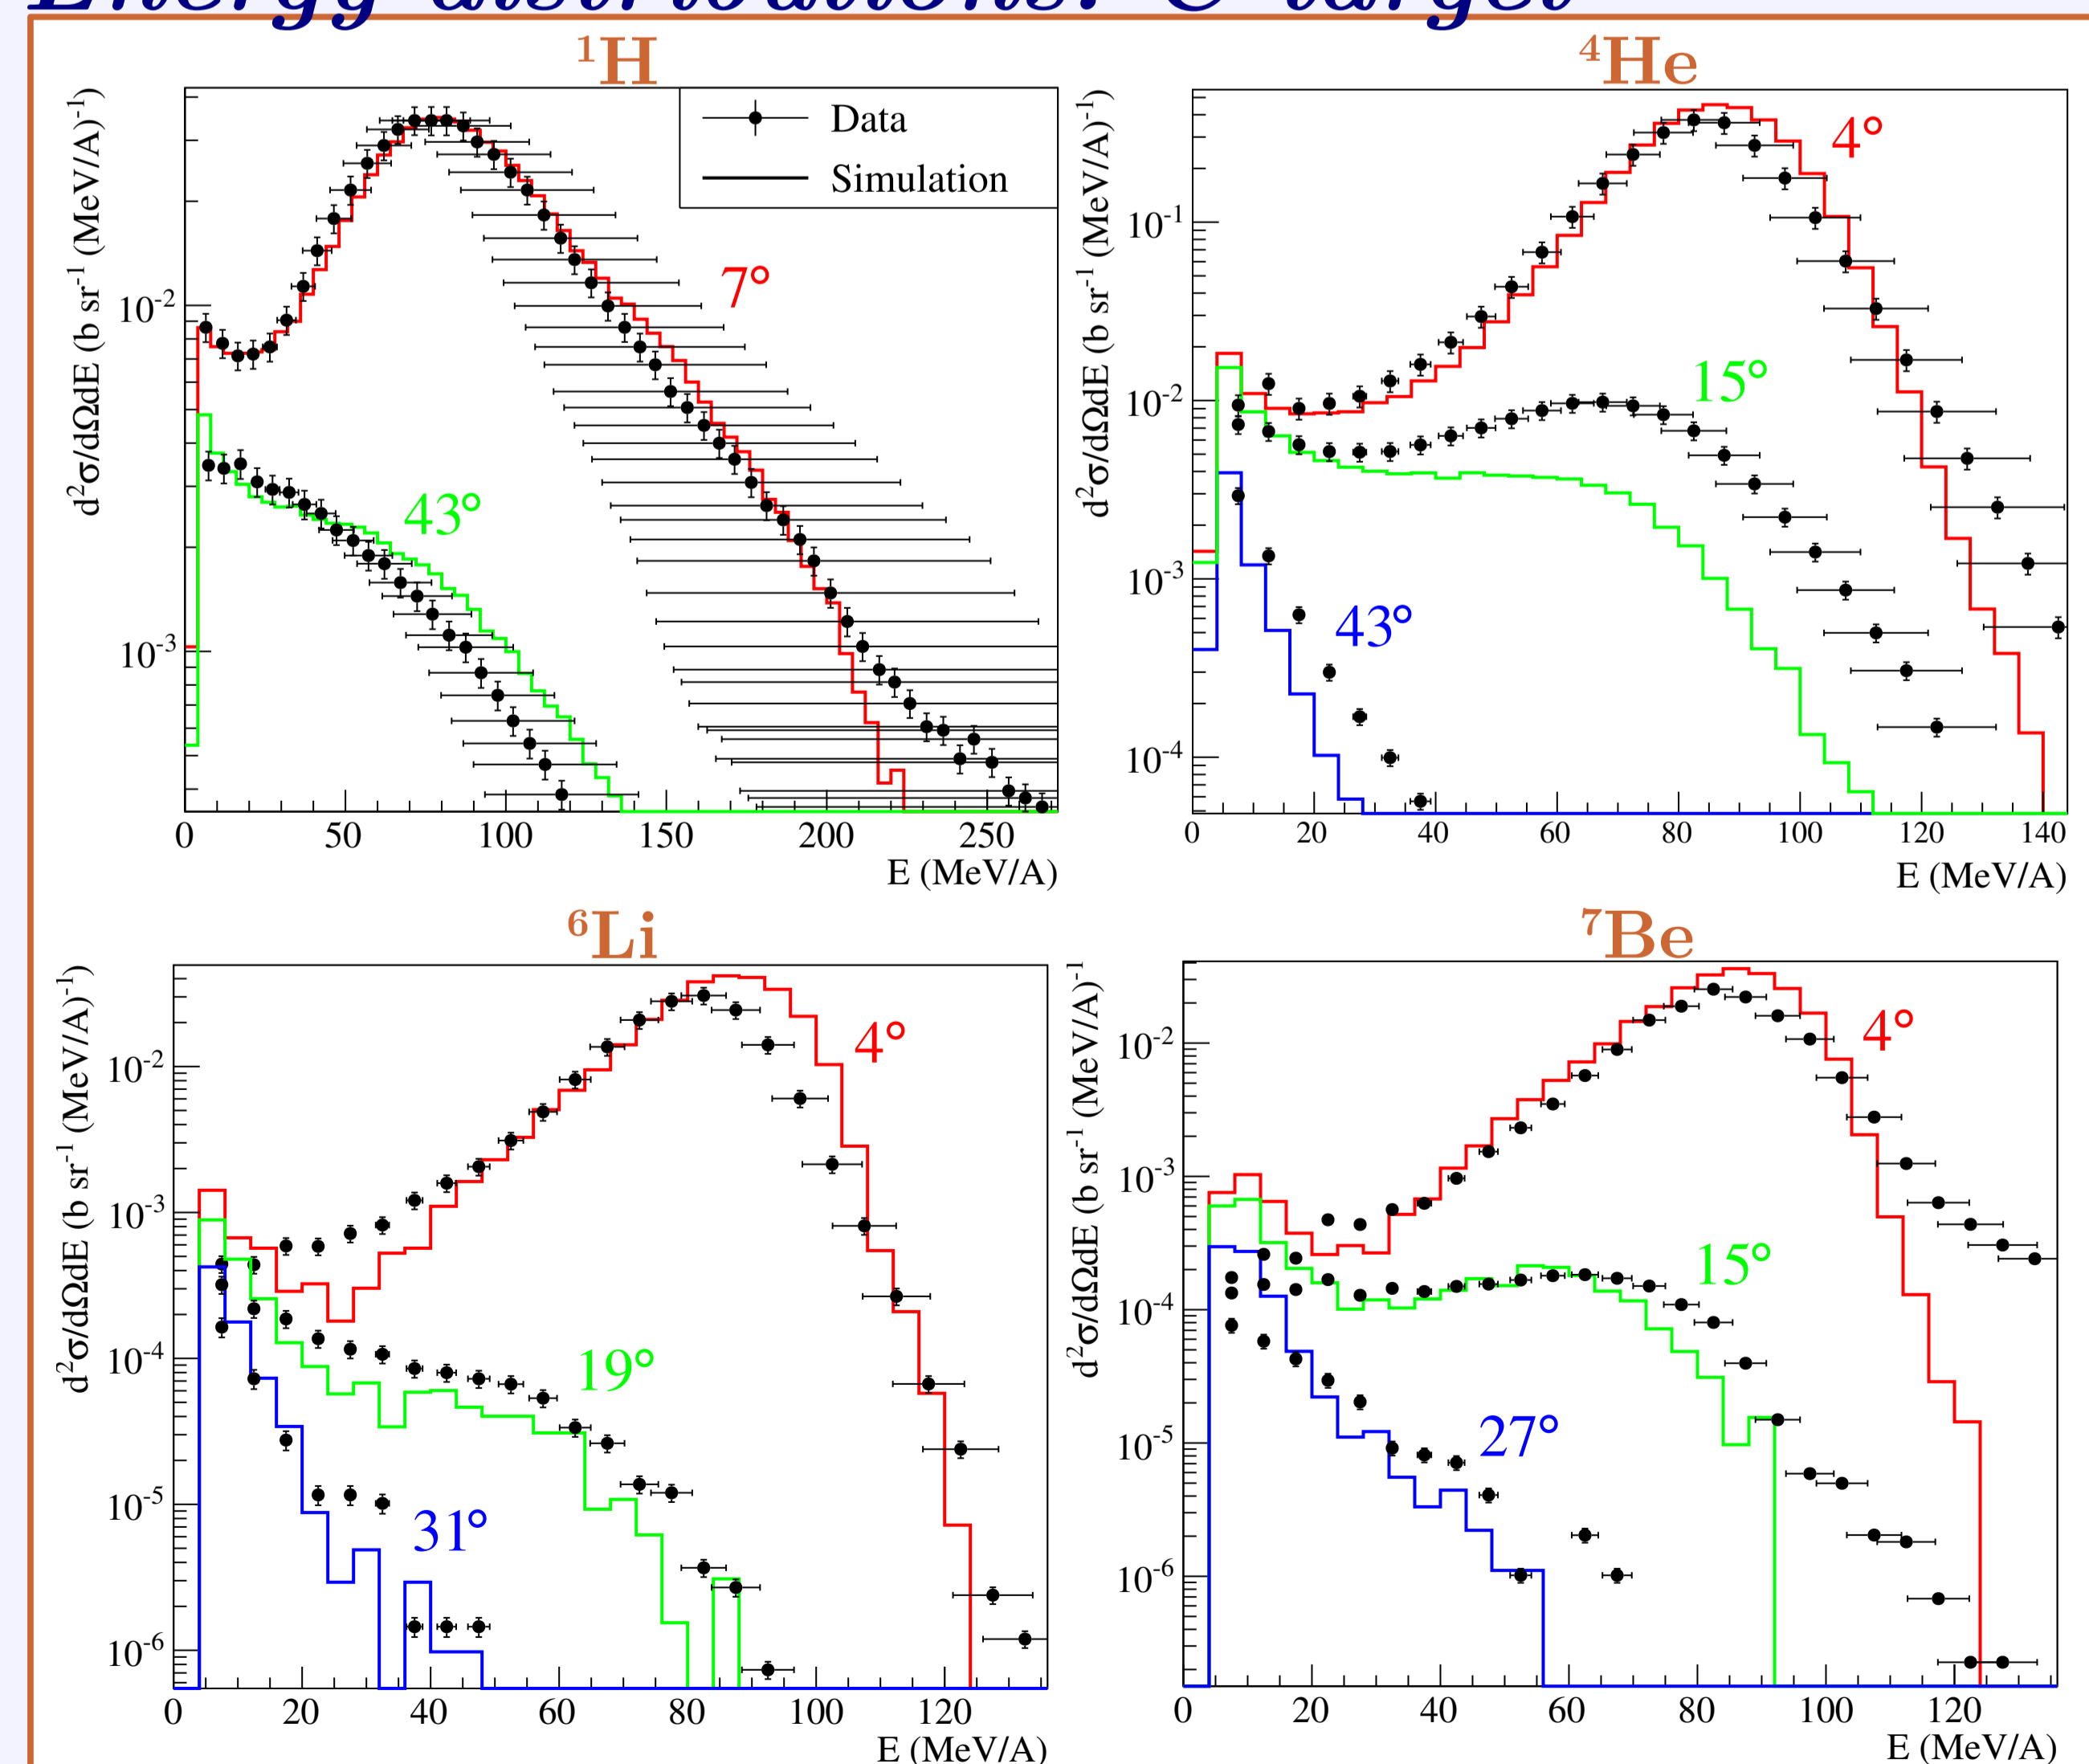 Energy distributions: C target
¹H
d²σ/dΩdE (b sr⁻¹ (MeV/A)⁻¹)
Data
Simulation
7°
43°
10⁻²
10⁻³
0 50 100 150 200 250
E (MeV/A)
⁴He
d²σ/dΩdE (b sr⁻¹ (MeV/A)⁻¹)
4°
15°
43°
10⁻¹
10⁻²
10⁻³
10⁻⁴
0 20 40 60 80 100 120 140
E (MeV/A)
⁶Li
d²σ/dΩdE (b sr⁻¹ (MeV/A)⁻¹)
4°
19°
31°
10⁻²
10⁻³
10⁻⁴
10⁻⁵
10⁻⁶
0 20 40 60 80 100 120
E (MeV/A)
⁷Be
d²σ/dΩdE (b sr⁻¹ (MeV/A)⁻¹
4°
15°
27°
10⁻²
10⁻³
10⁻⁴
10⁻⁵
10⁻⁶
0 20 40 60 80 100 120
E (MeV/A)